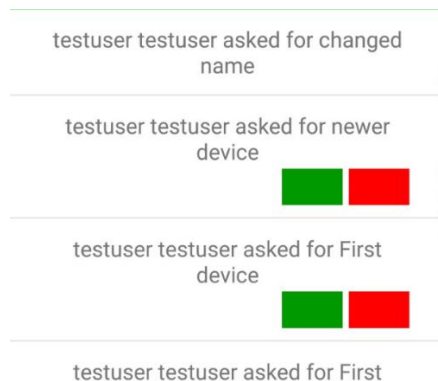 testuser testuser asked for changed
name
testuser testuser asked for newer
device
testuser testuser asked for First
device
testuser testuser asked for First